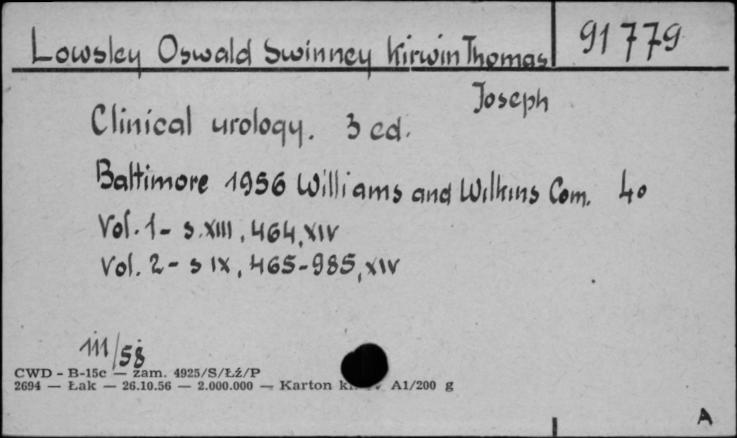 Lowsley Oswald Swinney Kirwin Thomas 91779
Joseph
Clinical urology. 3 ed.
Baltimore 1956 Williams and Wilkins Com. 4o
Vol. 1 - s. XIII, 464, XIV
Vol. 2 - s IX, 465-985, XIV
111/58
CWD - B-15c — zam. 4925/S/Łź/P
2694 — Łak — 26.10.56 — 2.000.000 — Karton A1/200 g
A